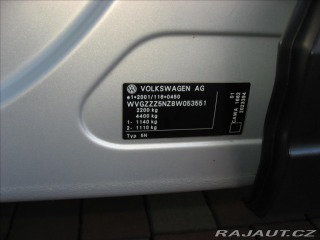 VOLKSWAGEN AG
e1*2001/116*0450
WVGZZZ5NZ8W053551
2200 kg
4400 kg
1- 1140 kg
2- 1110 kg
Typ 5N
RAJAUT.CZ